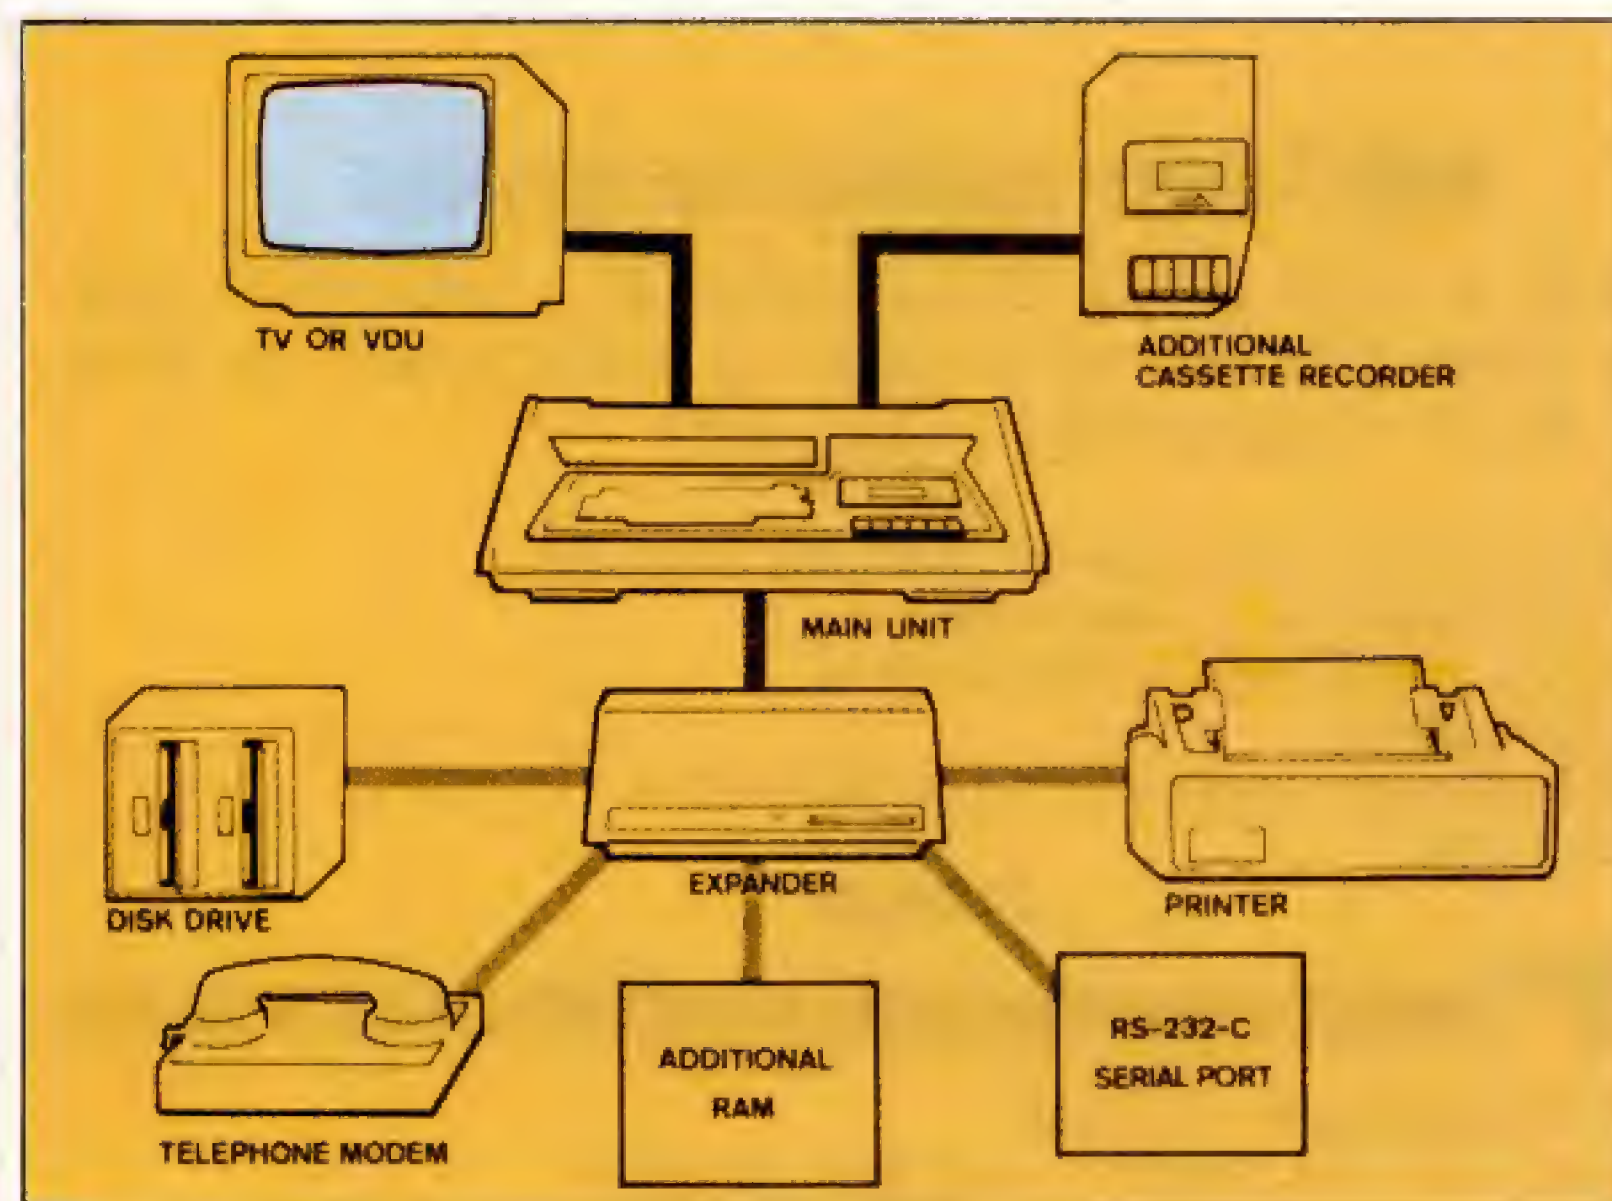 TV OR VDU
ADDITIONAL
CASSETTE RECORDER
MAIN UNIT
EXPANDER
DISK DRIVE
PRINTER
TELEPHONE MODEM
ADDITIONAL
RAM
RS-232-C
SERIAL PORT